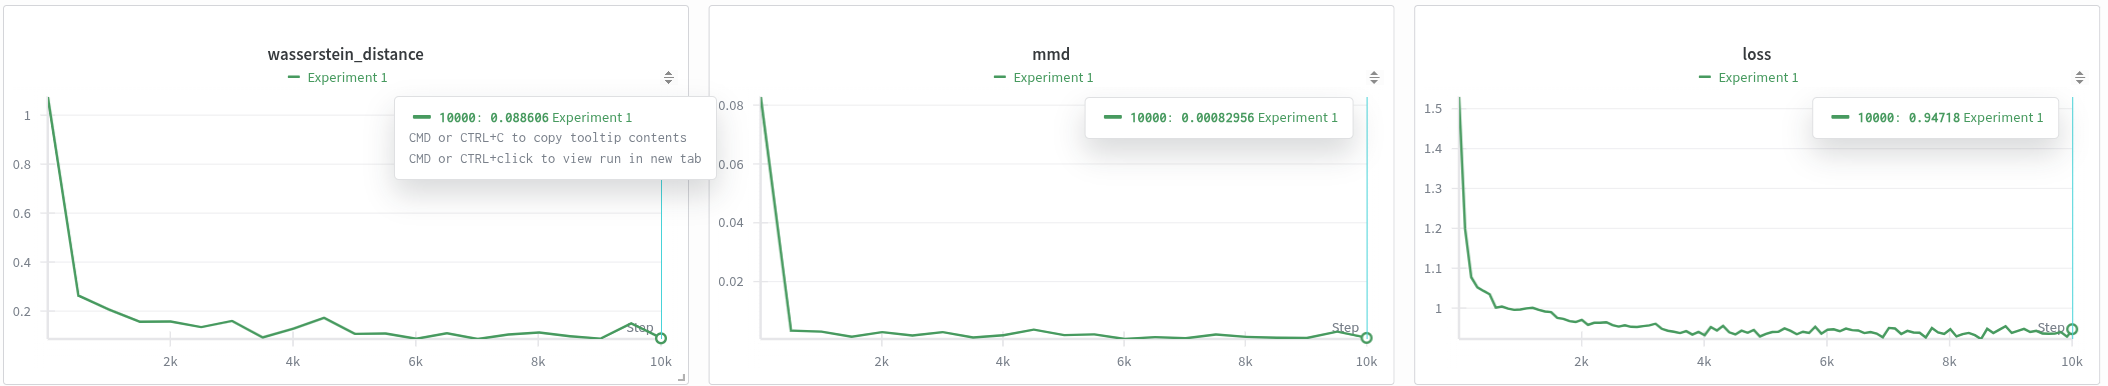 wasserstein_distance
Experiment 1
10000: 0.088606 Experiment 1
CMD or CTRL+C to copy tooltip contents
CMD or CTRL+click to view run in new tab
1
0.8
0.6
0.4
0.2
Step
2k
4k
6k
8k
10k
mmd
Experiment 1
10000: 0.00082956 Experiment 1
0.08
0.06
0.04
0.02
Step
2k
4k
6k
8k
10k
loss
Experiment 1
10000: 0.94718 Experiment 1
1.5
1.4
1.3
1.2
1.1
1
Step
2k
4k
6k
8k
10k